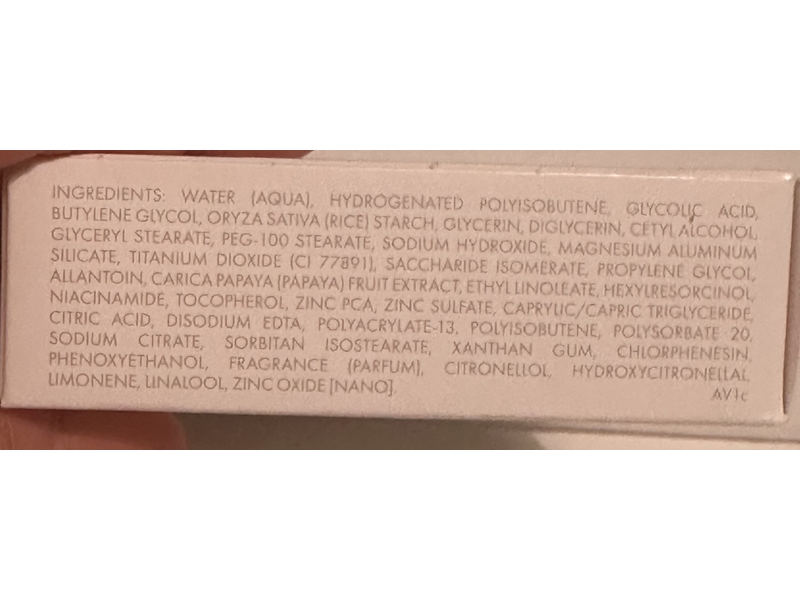 INGREDIENTS: WATER (AQUA), HYDROGENATED POLYISOBUTENE, GLYCOLIC ACID,
BUTYLENE GLYCOL, ORYZA SATIVA (RICE) STARCH, GLYCERIN, DIGLYCERIN, CETYL ALCOHOL,
GLYCERYL STEARATE, PEG-100 STEARATE, SODIUM HYDROXIDE, MAGNESIUM ALUMINUM
SILICATE, TITANIUM DIOXIDE (CI 77891), SACCHARIDE ISOMERATE, PROPYLENE GLYCOL,
ALLANTOIN, CARICA PAPAYA (PAPAYA) FRUIT EXTRACT, ETHYL LINOLEATE, HEXYLRESORCINOL,
NIACINAMIDE, TOCOPHEROL, ZINC PCA, ZINC SULFATE, CAPRYLIC/CAPRIC TRIGLYCERIDE,
CITRIC ACID, DISODIUM EDTA, POLYACRYLATE-13, POLYISOBUTENE, POLYSORBATE 20,
SODIUM CITRATE, SORBITAN ISOSTEARATE, XANTHAN GUM, CHLORPHENESIN,
PHENOXYETHANOL, FRAGRANCE (PARFUM), CITRONELLOL, HYDROXYCITRONELLAL,
LIMONENE, LINALOOL, ZINC OXIDE [NANO]. AV1c